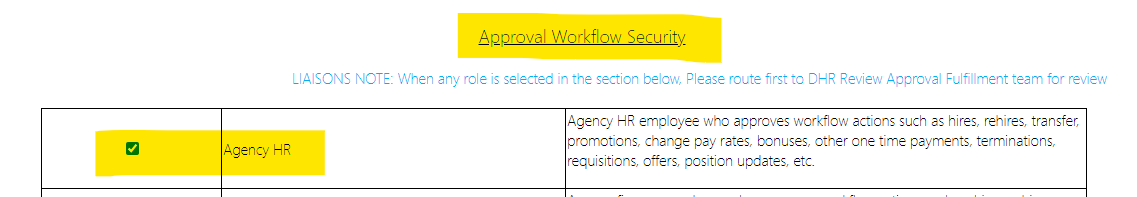 Approval Workflow Security
LIAISONS NOTE: When any role is selected in the section below, Please route first to DHR Review Approval Fulfillment team for review
Agency HR
Agency HR employee who approves workflow actions such as hires, rehires, transfer,
promotions, change pay rates, bonuses, other one time payments, terminations,
requisitions, offers, position updates, etc.